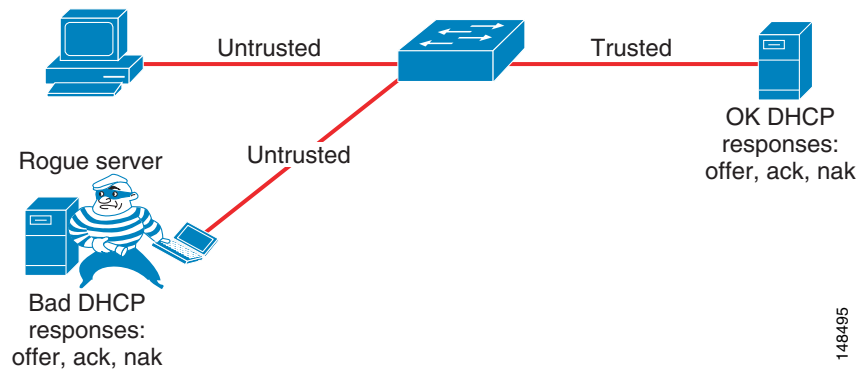 Untrusted
Trusted
OK DHCP
responses:
offer, ack, nak
Rogue server
Untrusted
Bad DHCP
responses:
offer, ack, nak
148495